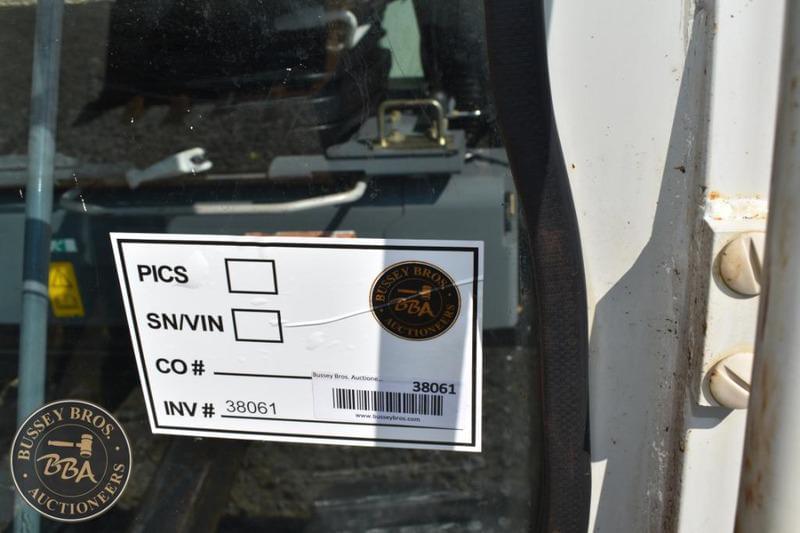 PICS
SN/VIN
CO #
INV # 38061
BUSSEY BROS.
BBA
AUCTIONEERS
Bussey Bros. Auctione...
38061
www.busseybros.com
BUSSEY BROS.
BBA
AUCTIONEERS